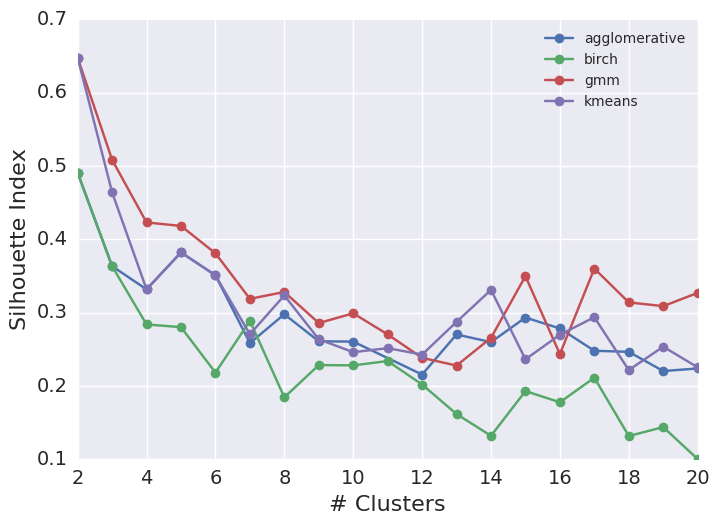 0.7
0.6
0.5
0.4
0.3
0.2
0.1
Silhouette Index
agglomerative
birch
gmm
kmeans
2 4 6 8 10 12 14 16 18 20
# Clusters